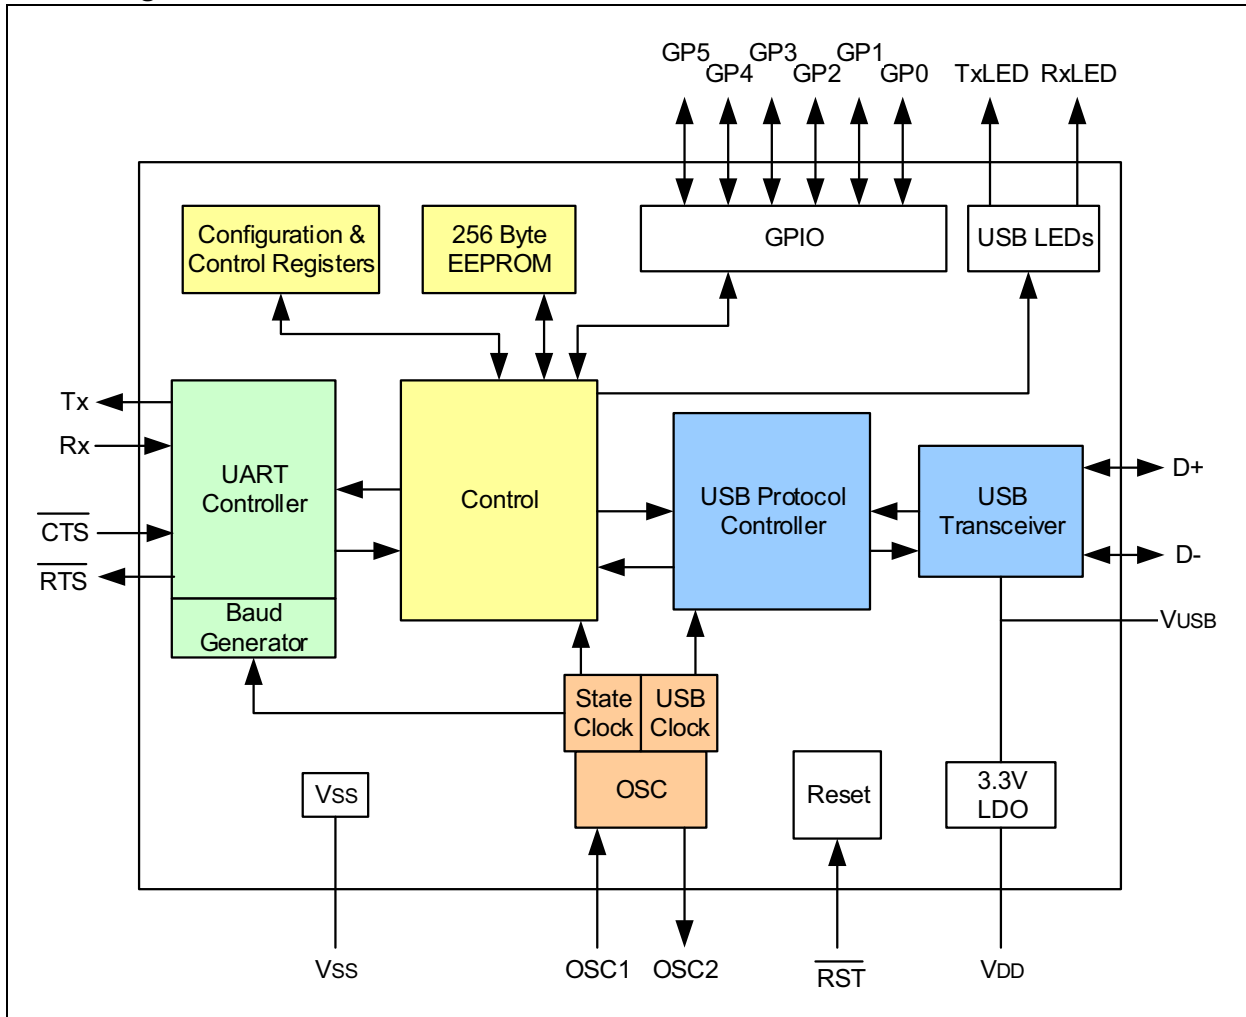 GP5 GP3 GP1
GP4 GP2 GP0 TxLED RxLED
Configuration &
Control Registers
256 Byte
EEPROM
GPIO
USB LEDs
Tx
Rx
CTS
RTS
UART
Controller
Control
USB Protocol
Controller
USB
Transceiver
D+
D-
Baud
Generator
VUSB
State
Clock
USB
Clock
OSC
VSS
Reset
3.3V
LDO
VSS
OSC1
OSC2
RST
VDD